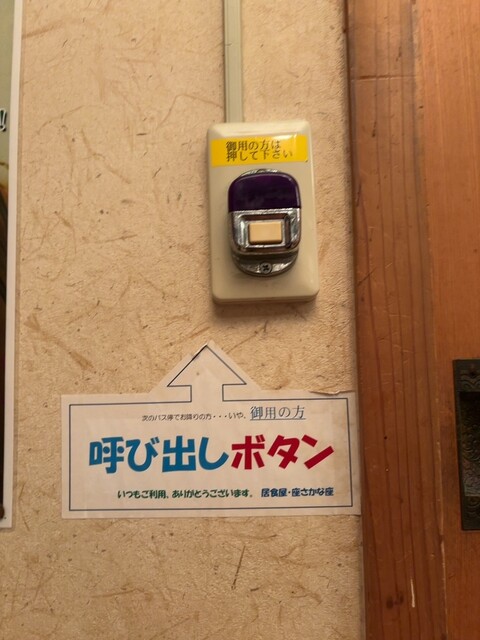 御用の方は
押して下さい
次のバス停でお降りの方・・・いや、御用の方
呼び出しボタン
いつもご利用、ありがとうございます。 居食屋・座さかな座
!